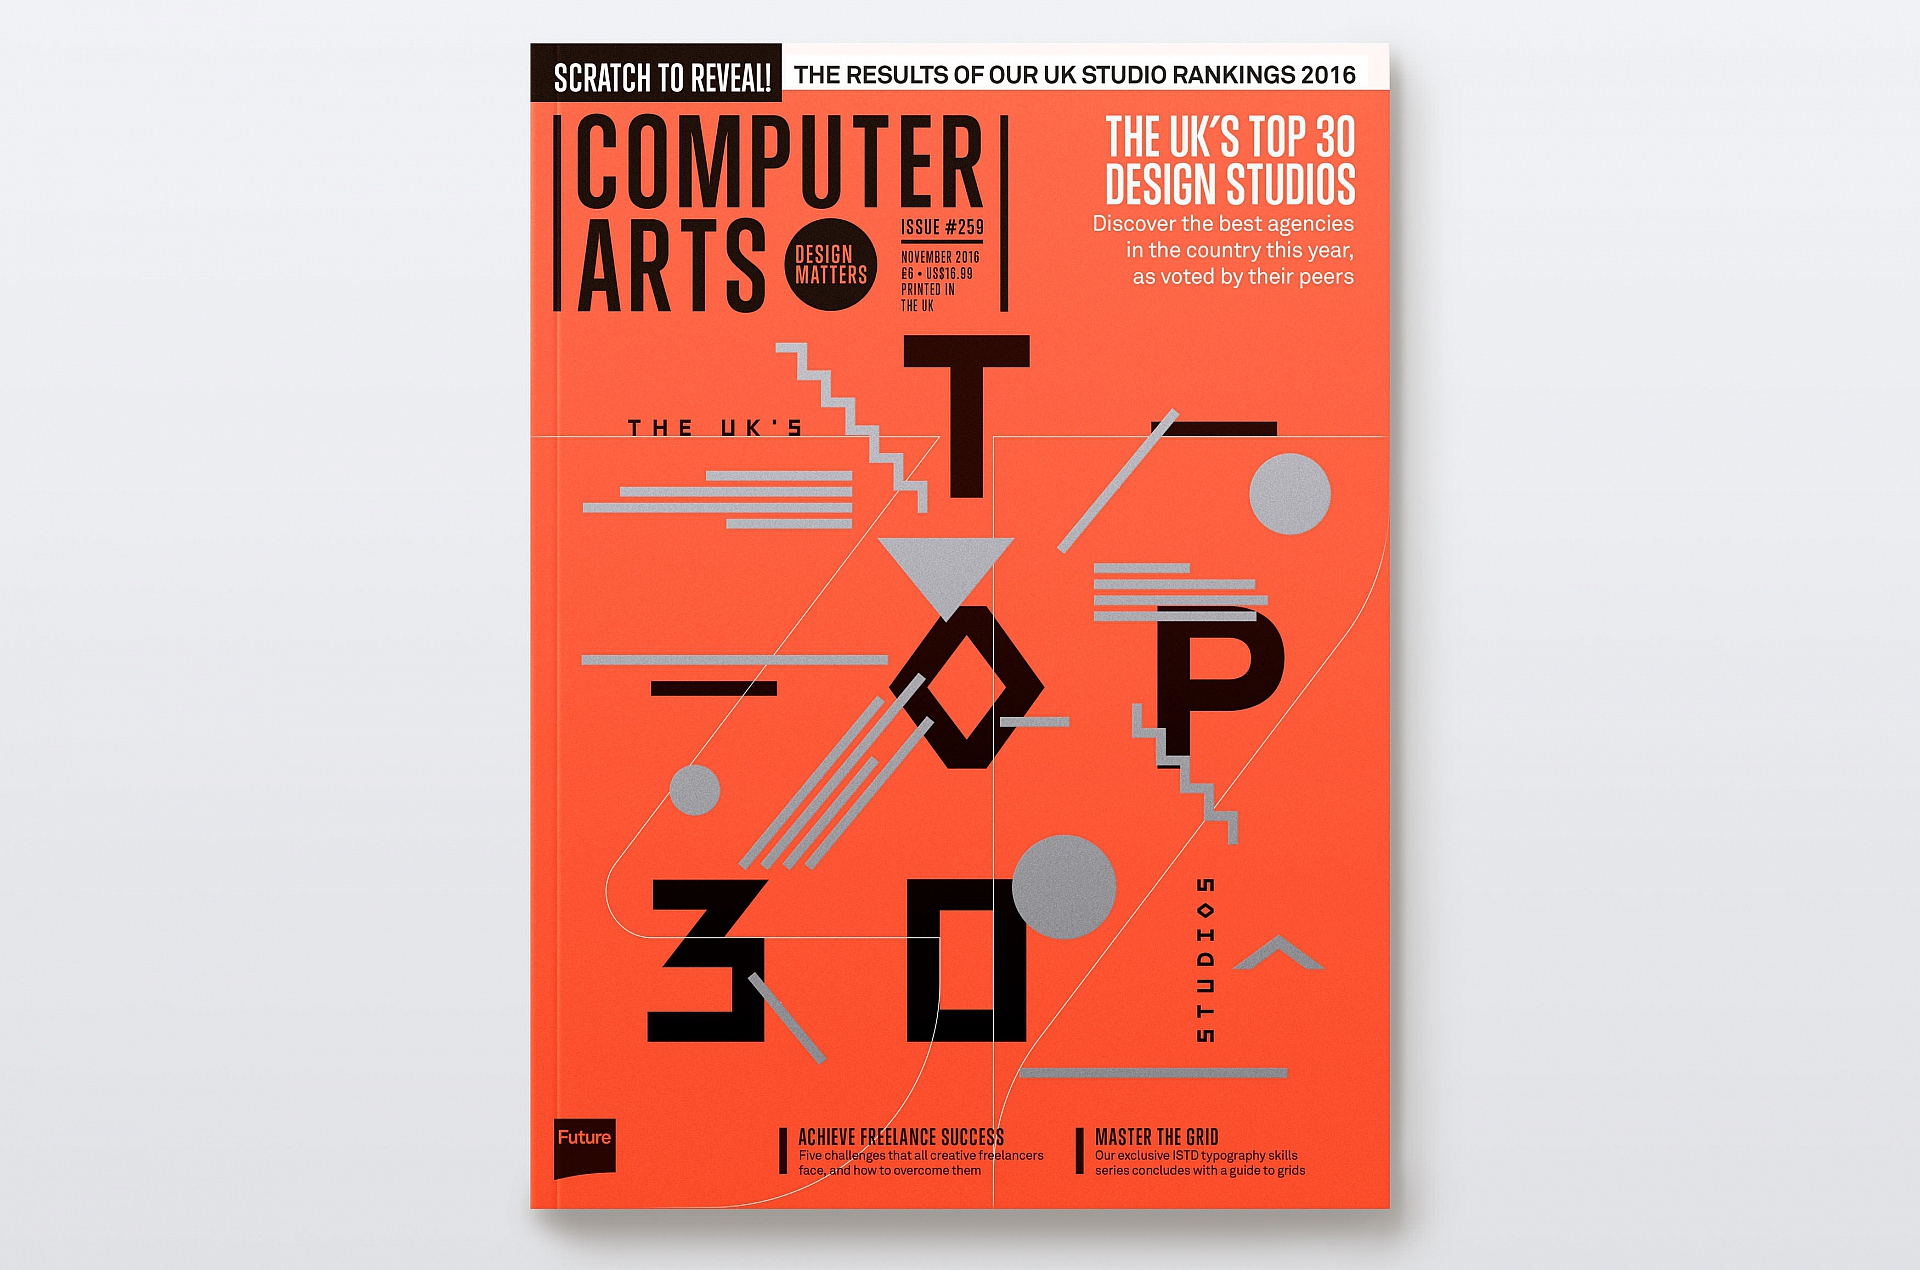 SCRATCH TO REVEAL!
THE RESULTS OF OUR UK STUDIO RANKINGS 2016
COMPUTER
ARTS
DESIGN
MATTERS
ISSUE #259
NOVEMBER 2016
£6 • US$16.99
PRINTED IN
THE UK
THE UK'S TOP 30
DESIGN STUDIOS
Discover the best agencies
in the country this year,
as voted by their peers
THE UK'S
T
O P
3 0
STUDIOS
Future
ACHIEVE FREELANCE SUCCESS
Five challenges that all creative freelancers
face, and how to overcome them
MASTER THE GRID
Our exclusive ISTD typography skills
series concludes with a guide to grids